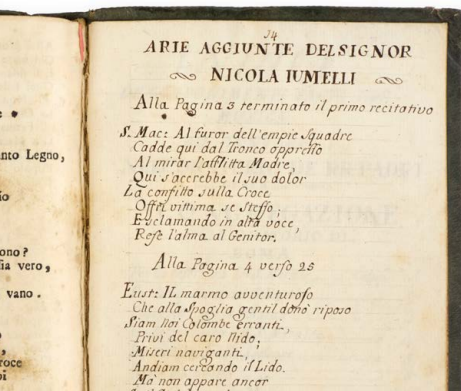 nto Legno,
io
ono?
ia vero,
vano.
o
,
roce
oi
14
ARIE AGGIUNTE DEL SIGNOR
NICOLA IUMELLI
Alla Pagina 3 terminato il primo recitativo
S. Mac: Al furor dell'empie squadre
Cadde qui dal Tronco oppresso
Al mirar l'afflitta Madre,
Qui s'accrebbe il suo dolor
La confitto sulla Croce
Offrì vittima se stesso;
Esclamando in alta voce,
Rese l'alma al Genitor.
Alla Pagina 4 verso 25
Eust: IL marmo avventuroso
Che alla Spoglia gentil donò riposo
Siam Noi Colombe erranti,
Privi del caro Nido,
Miseri naviganti,
Andiam cercando il Lido.
Mà non appare ancor